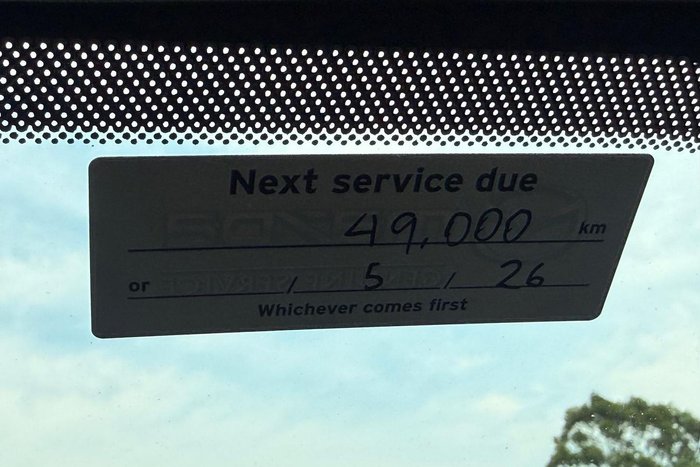 Next service due
49,000 km
or / 5 / 26
Whichever comes first